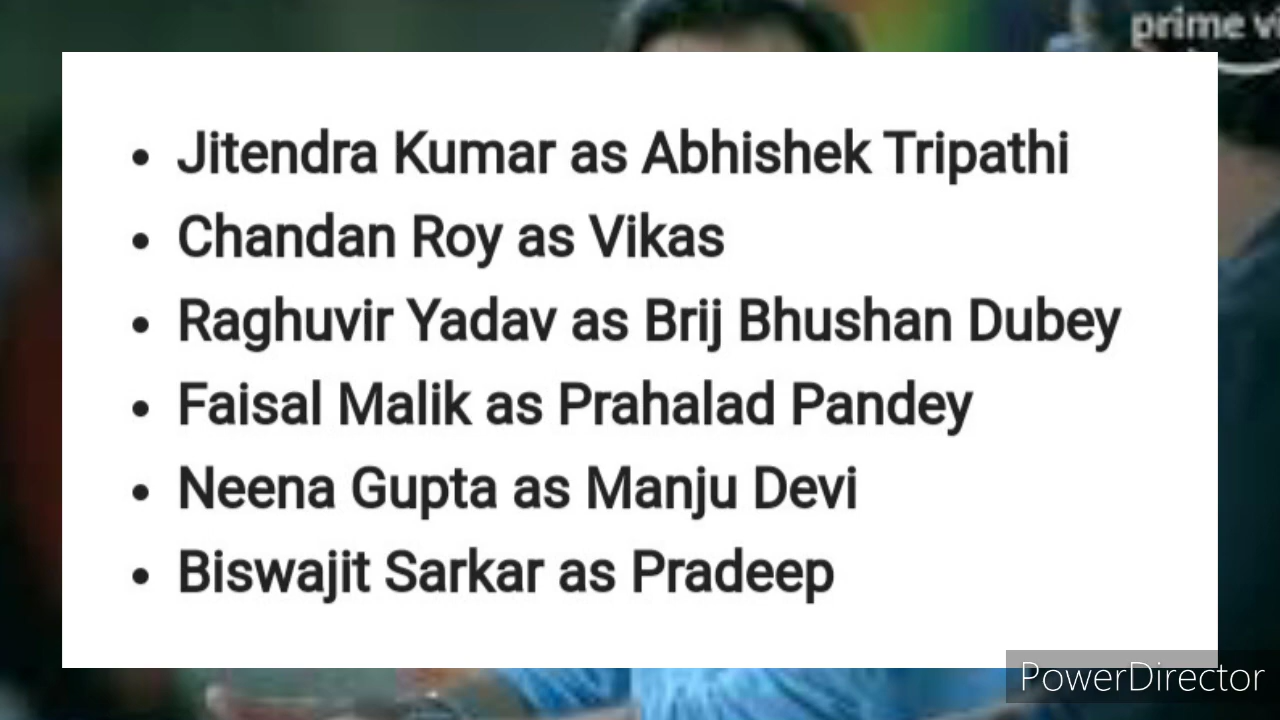 prime vi
• Jitendra Kumar as Abhishek Tripathi
• Chandan Roy as Vikas
• Raghuvir Yadav as Brij Bhushan Dubey
• Faisal Malik as Prahalad Pandey
• Neena Gupta as Manju Devi
• Biswajit Sarkar as Pradeep
PowerDirector